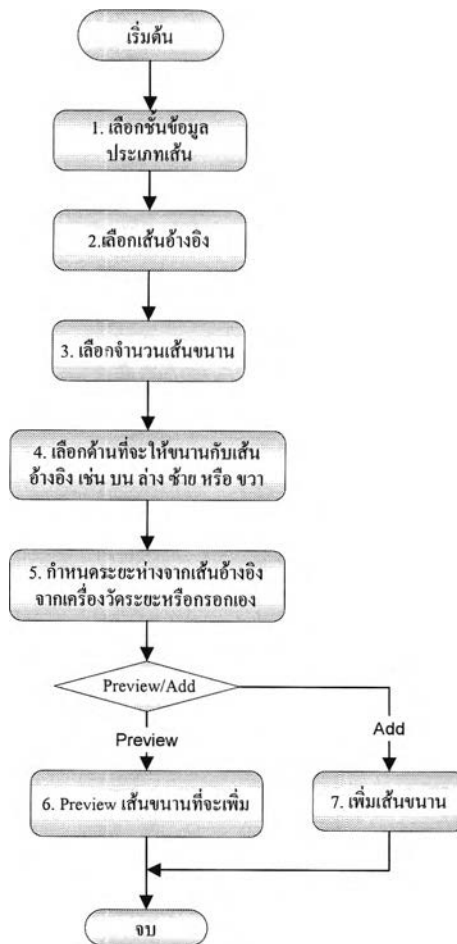 เริ่มต้น
1. เลือกชั้นข้อมูล
ประเภทเส้น
2.เลือกเส้นอ้างอิง
3. เลือกจำนวนเส้นขนาน
4. เลือกด้านที่จะให้ขนานกับเส้น
อ้างอิง เช่น บน ล่าง ซ้าย หรือ ขวา
5. กำหนดระยะห่างจากเส้นอ้างอิง
จากเครื่องวัดระยะหรือกรอกเอง
Preview/Add
Preview
Add
6. Preview เส้นขนานที่จะเพิ่ม
7. เพิ่มเส้นขนาน
จบ